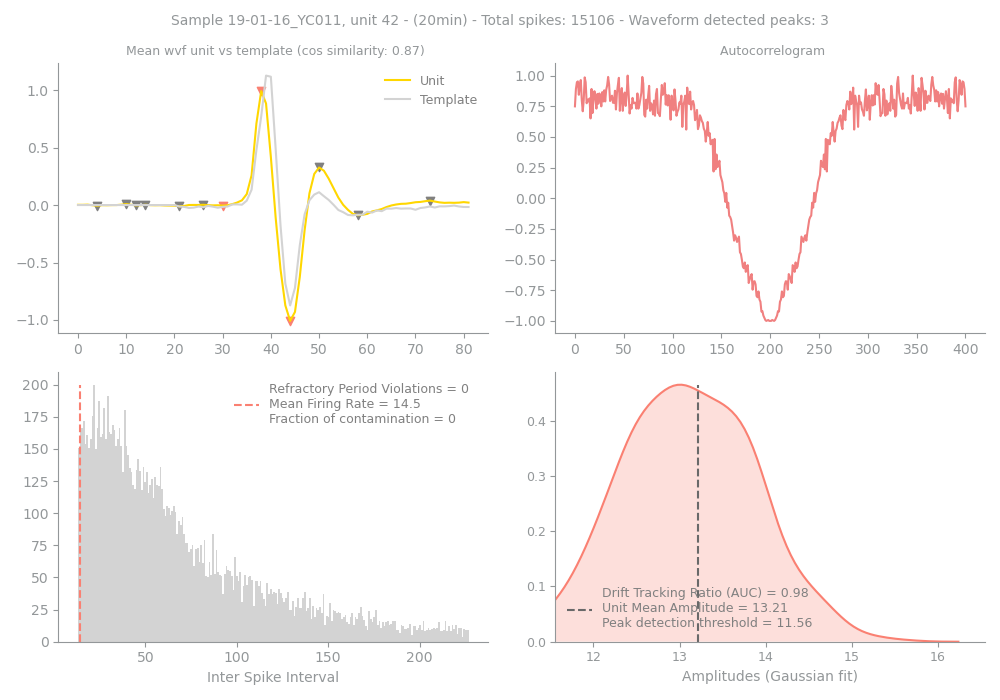 Sample 19-01-16_YC011, unit 42 - (20min) - Total spikes: 15106 - Waveform detected peaks: 3
Mean wvf unit vs template (cos similarity: 0.87)
1.0
0.5
0.0
−0.5
−1.0
Unit
Template
0 10 20 30 40 50 60 70 80
Autocorrelogram
1.00
0.75
0.50
0.25
0.00
−0.25
−0.50
−0.75
−1.00
0 50 100 150 200 250 300 350 400
200
175
150
125
100
75
50
25
0
Refractory Period Violations = 0
Mean Firing Rate = 14.5
Fraction of contamination = 0
50 100 150 200
Inter Spike Interval
0.4
0.3
0.2
0.1
0.0
Drift Tracking Ratio (AUC) = 0.98
Unit Mean Amplitude = 13.21
Peak detection threshold = 11.56
12 13 14 15 16
Amplitudes (Gaussian fit)